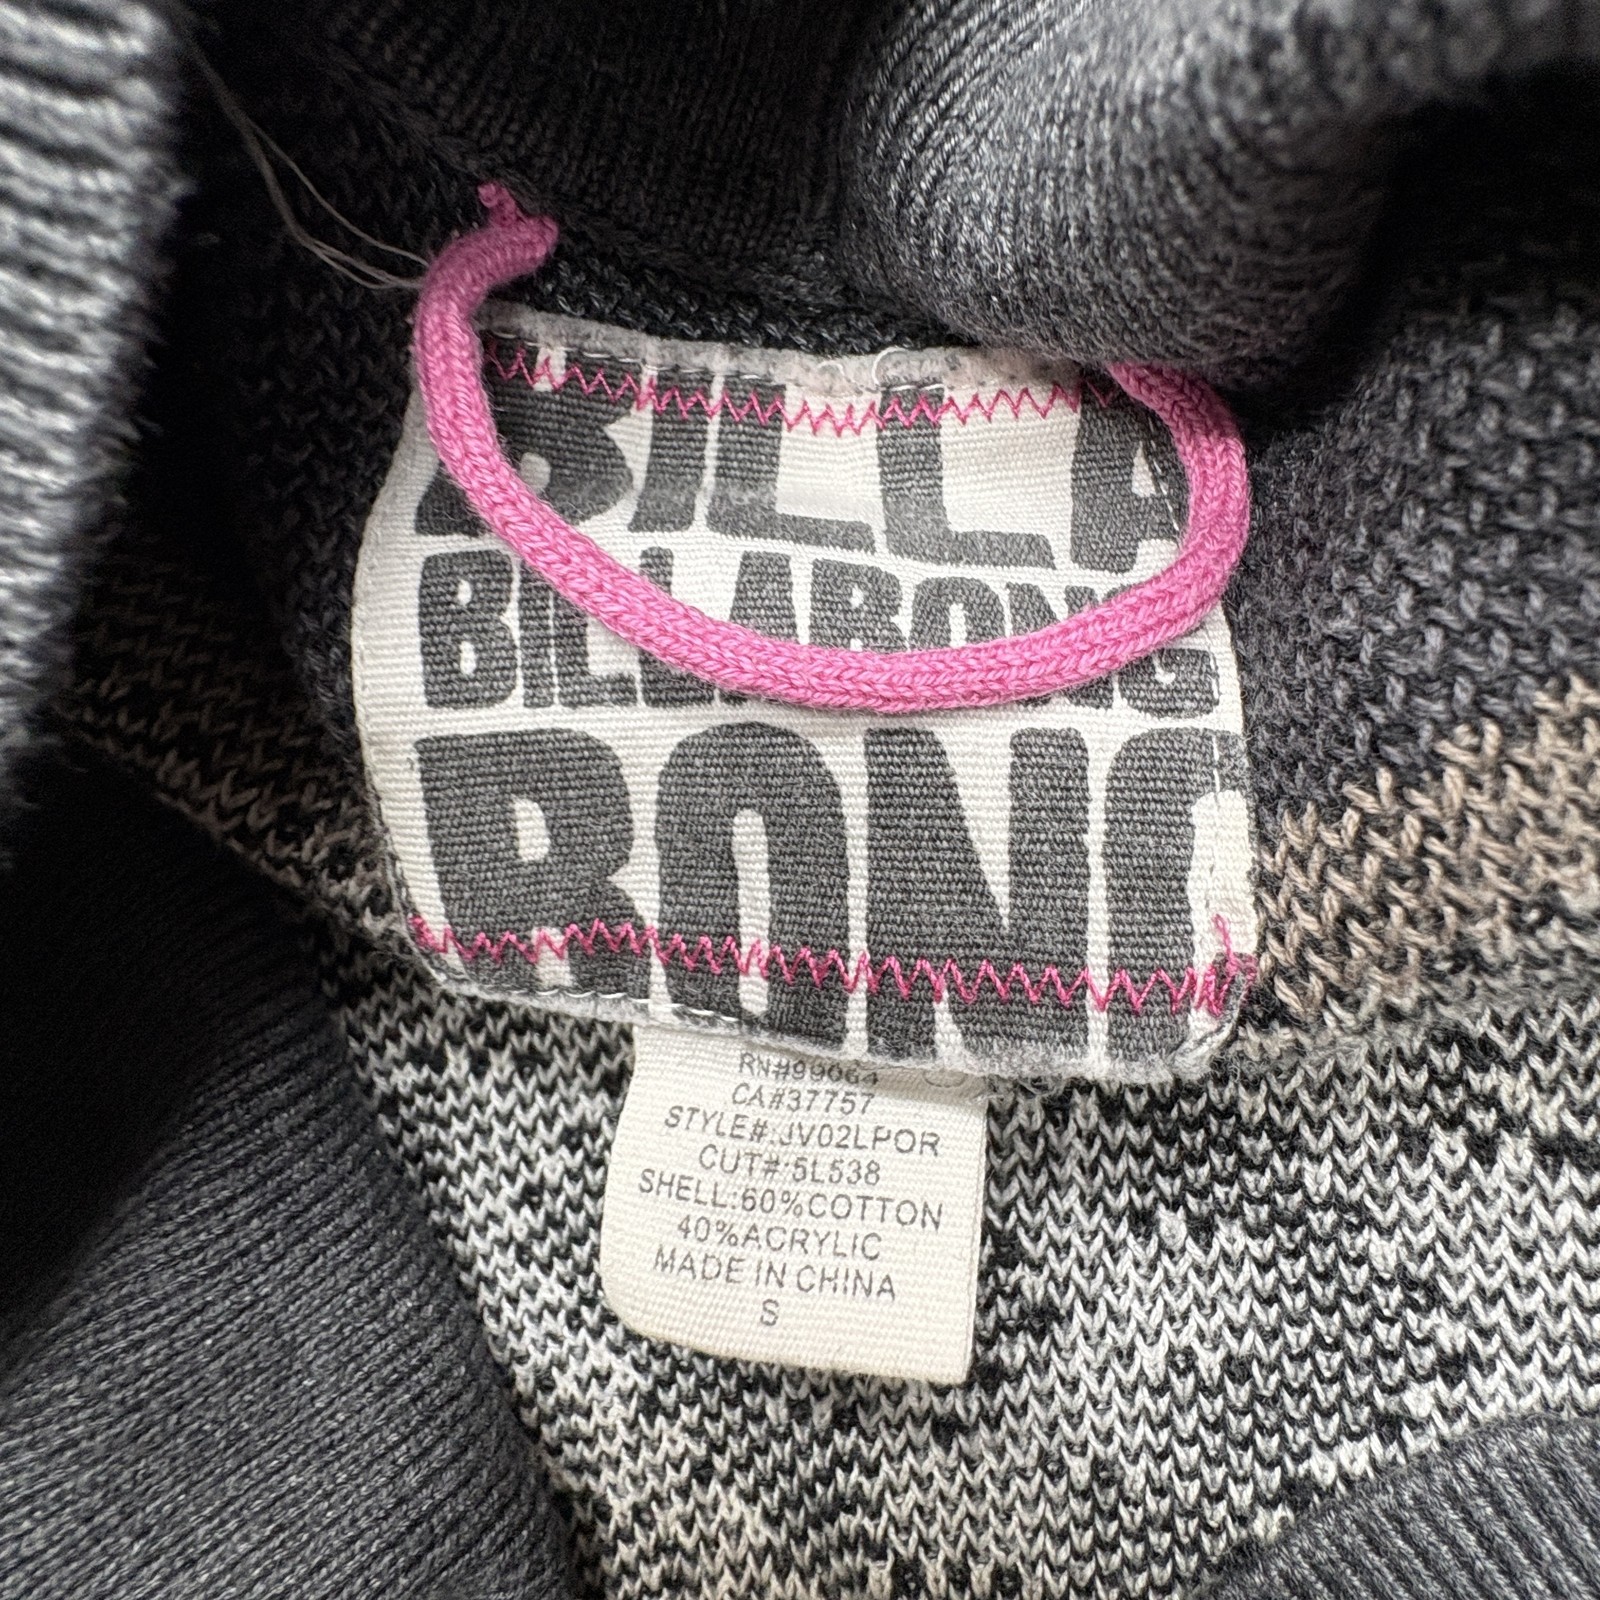 BILLA
BILLABONG
BONG
RN#99064
CA#37757
STYLE#:JV02LPOR
CUT#:5L538
SHELL:60%COTTON
40%ACRYLIC
MADE IN CHINA
S